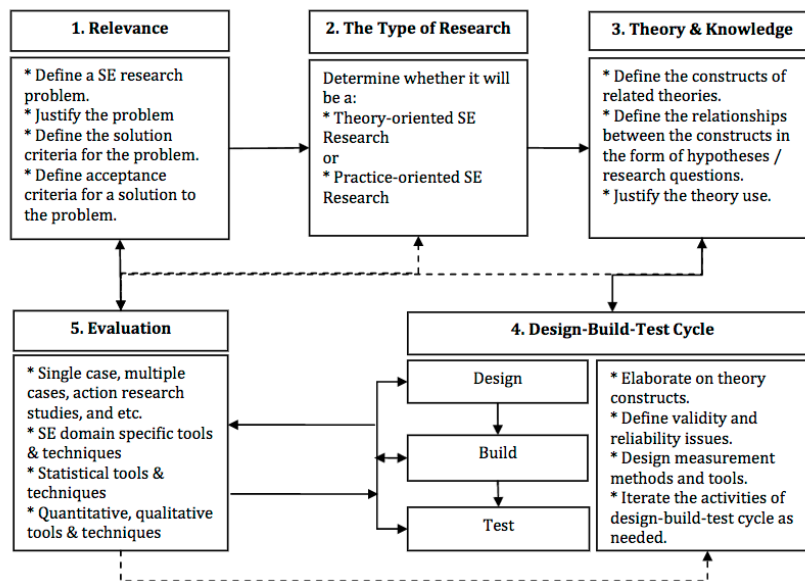 1. Relevance
* Define a SE research
problem.
* Justify the problem
* Define the solution
criteria for the problem.
* Define acceptance
criteria for a solution to
the problem.
2. The Type of Research
Determine whether it will
be a:
* Theory-oriented SE
Research
or
* Practice-oriented SE
Research
3. Theory & Knowledge
* Define the constructs of
related theories.
* Define the relationships
between the constructs in
the form of hypotheses /
research questions.
* Justify the theory use.
5. Evaluation
* Single case, multiple
cases, action research
studies, and etc.
* SE domain specific tools
& techniques
* Statistical tools &
techniques
* Quantitative, qualitative
tools & techniques
4. Design-Build-Test Cycle
Design
Build
Test
* Elaborate on theory
constructs.
* Define validity and
reliability issues.
* Design measurement
methods and tools.
* Iterate the activities of
design-build-test cycle as
needed.